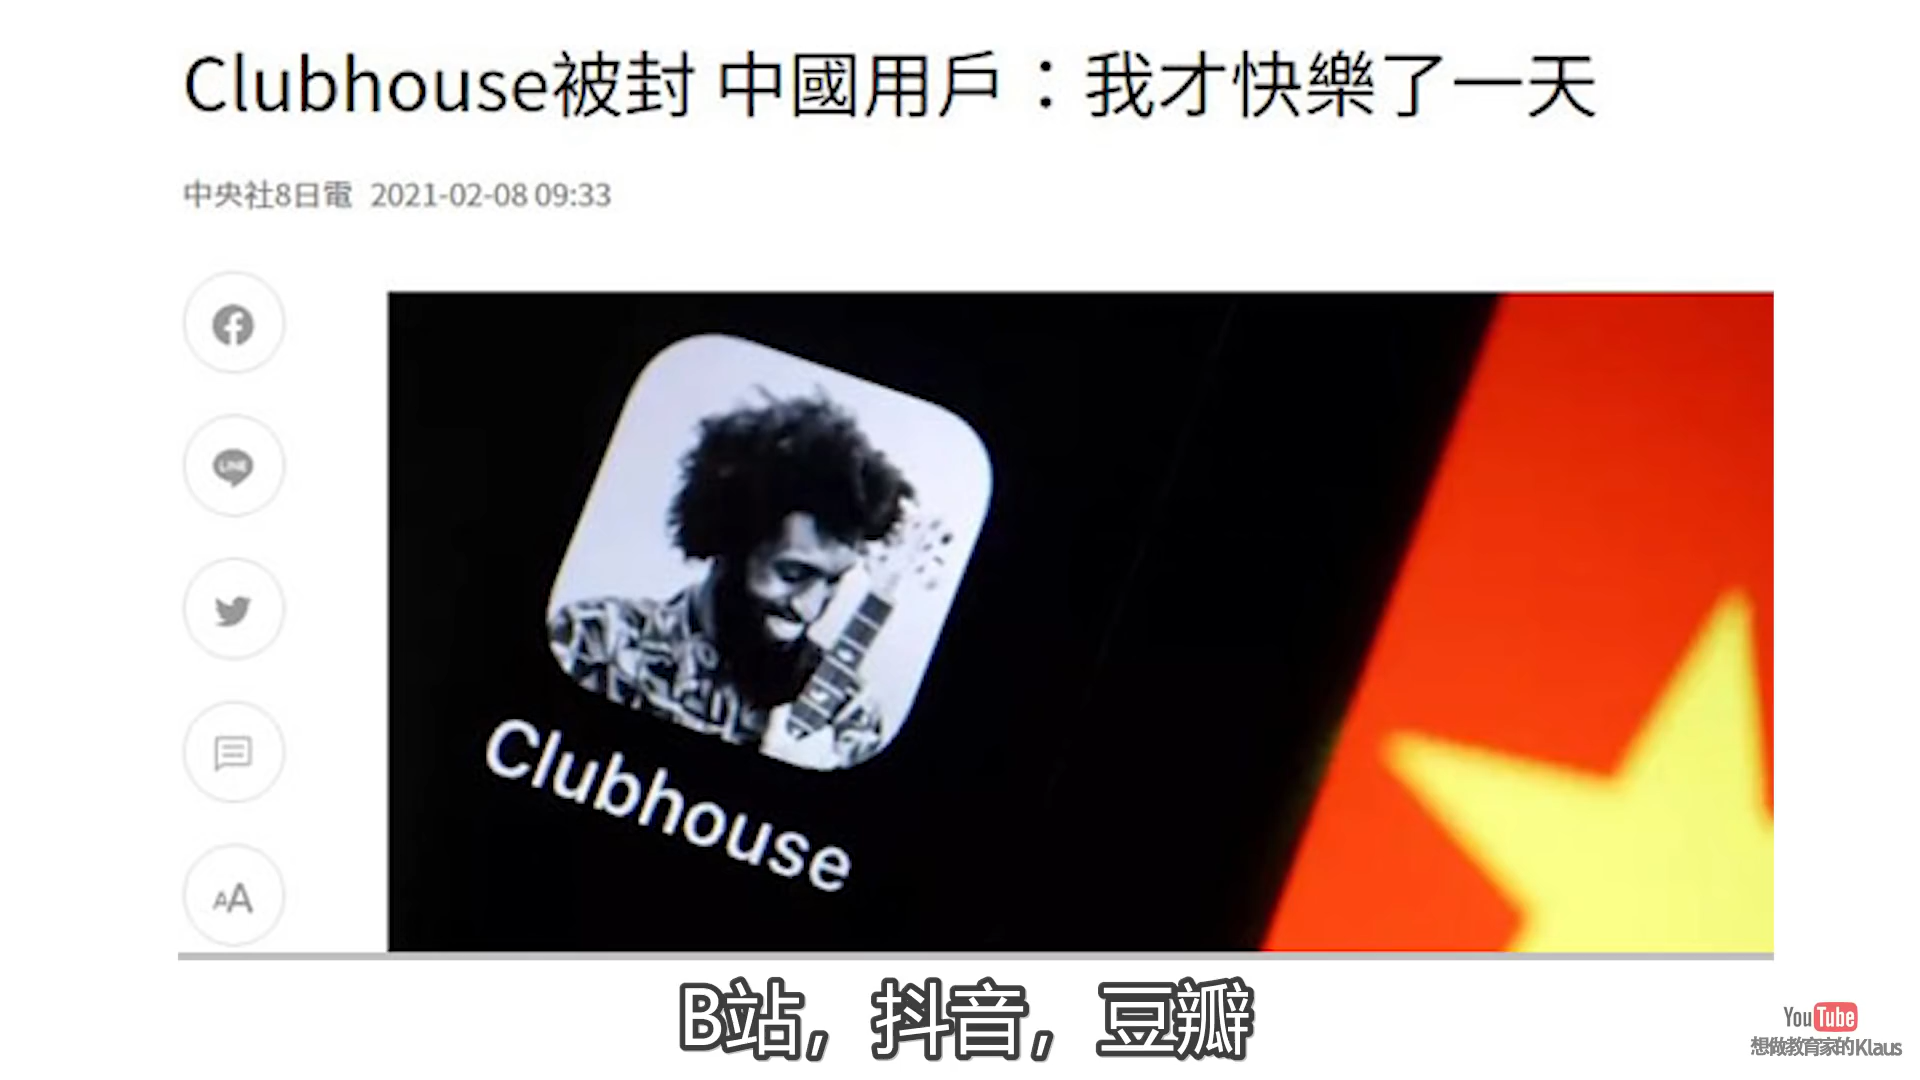 Clubhouse被封 中國用戶：我才快樂了一天
中央社8日電 2021-02-08 09:33
LINE
AA
Clubhouse
B站，抖音，豆瓣
YouTube
想做教育家的Klaus